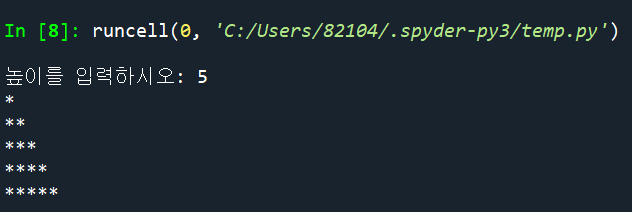 In [8]: runcell(0, 'C:/Users/82104/.spyder-py3/temp.py')
높이를 입력하시오: 5
*
**
***
****
*****